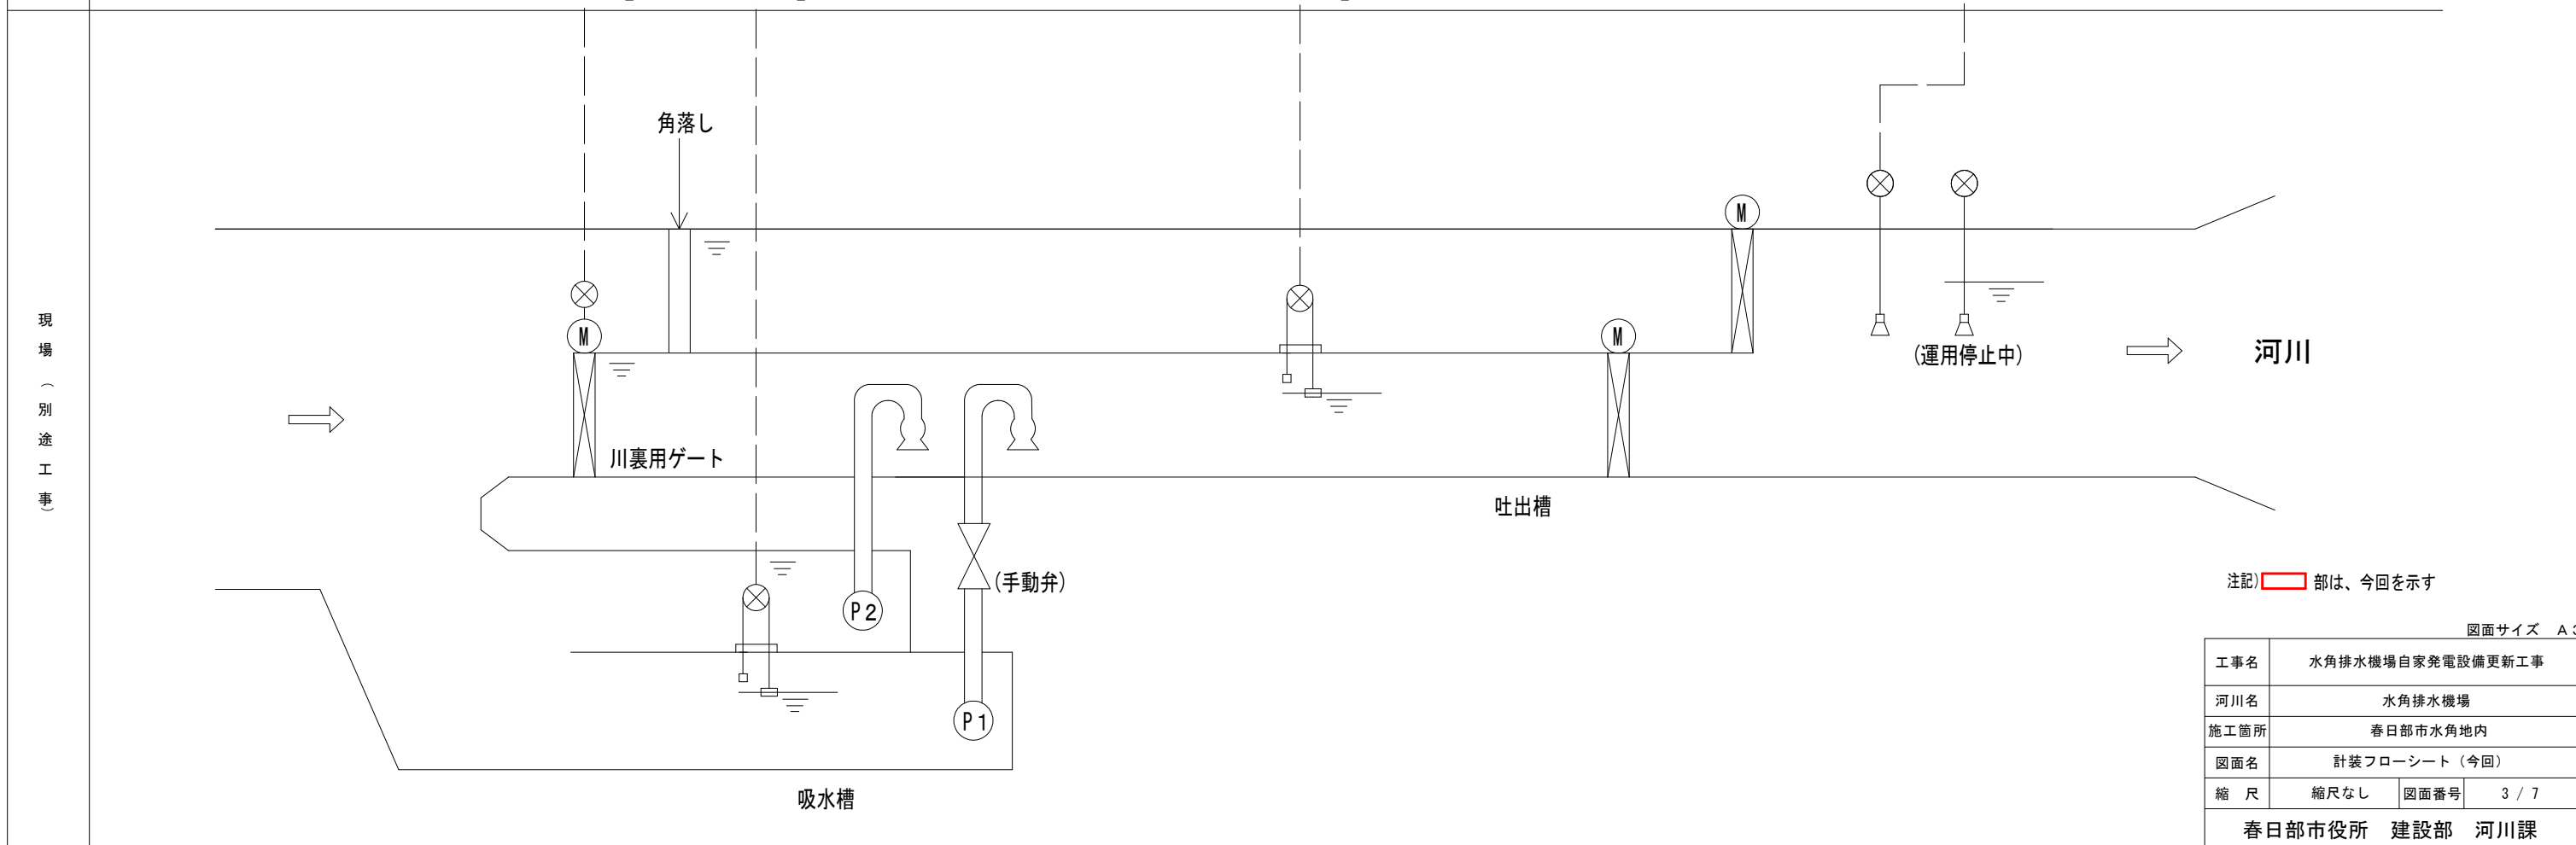 角落し
M
M
M
(運用停止中)
河川
川裏用ゲート
現場（別途工事）
吐出槽
(手動弁)
P2
P1
吸水槽
注記) 部は、今回を示す
図面サイズ A3
工事名 水角排水機場自家発電設備更新工事
河川名 水角排水機場
施工箇所 春日部市水角地内
図面名 計装フローシート（今回）
縮 尺 縮尺なし 図面番号 3 / 7
春日部市役所 建設部 河川課